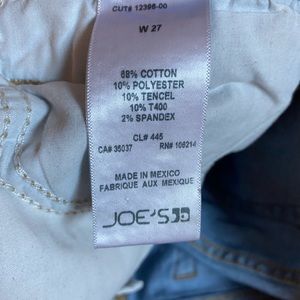 CUT# 12396-00
W 27
68% COTTON
10% POLYESTER
10% TENCEL
10% T400
2% SPANDEX
CL# 445
CA# 35037 RN# 106214
MADE IN MEXICO
FABRIQUE AUX MEXIQUE
JOE'S